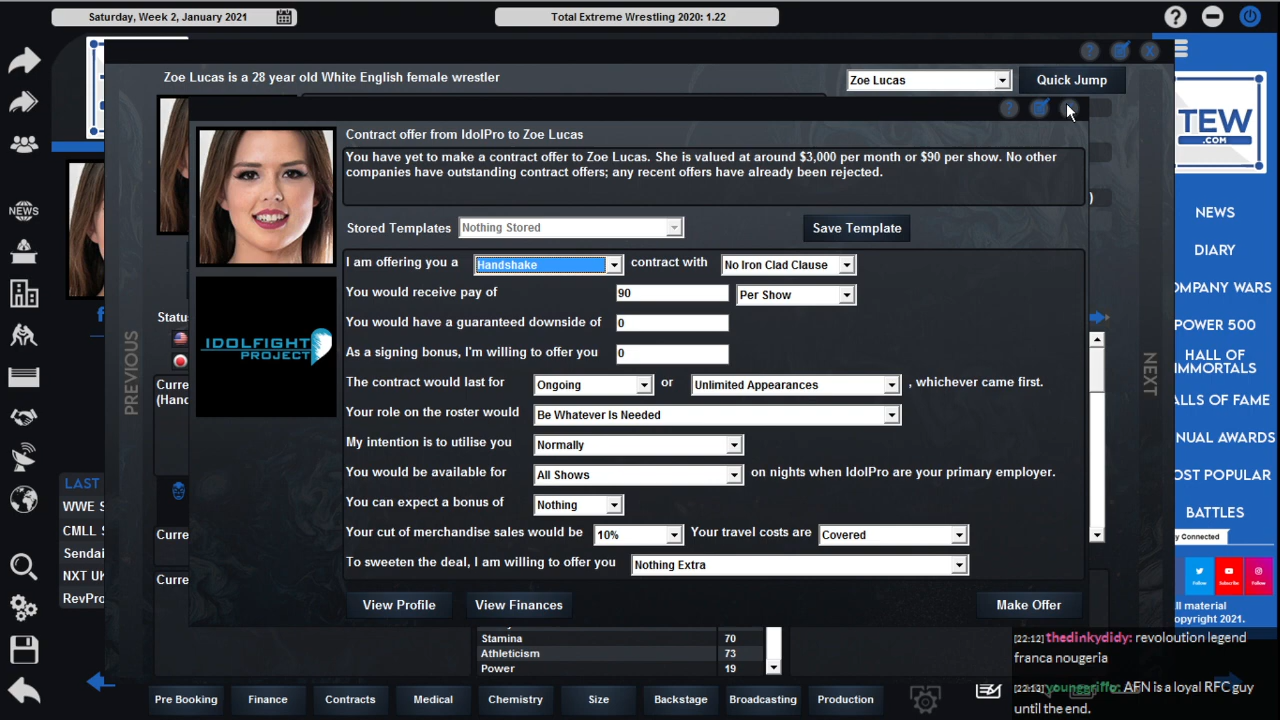 Saturday, Week 2, January 2021
Total Extreme Wrestling 2020: 1.22
Zoe Lucas is a 28 year old White English female wrestler
Zoe Lucas
Quick Jump
Contract offer from IdolPro to Zoe Lucas
You have yet to make a contract offer to Zoe Lucas. She is valued at around $3,000 per month or $90 per show. No other
companies have outstanding contract offers; any recent offers have already been rejected.
Stored Templates Nothing Stored Save Template
I am offering you a Handshake contract with No Iron Clad Clause
You would receive pay of 90 Per Show
You would have a guaranteed downside of 0
As a signing bonus, I'm willing to offer you 0
The contract would last for Ongoing or Unlimited Appearances , whichever came first.
Your role on the roster would Be Whatever Is Needed
My intention is to utilise you Normally
You would be available for All Shows on nights when IdolPro are your primary employer.
You can expect a bonus of Nothing
Your cut of merchandise sales would be 10% Your travel costs are Covered
To sweeten the deal, I am willing to offer you Nothing Extra
View Profile View Finances Make Offer
IDOLFIGHT
PROJECT
PREVIOUS
NEXT
NEWS
Status
Curre
(Hand
LAST
WWE S
CMLL S
Sendai
NXT UK
RevPro
Curre
Curre
Stamina 70
Athleticism 73
Power 19
Pre Booking Finance Contracts Medical Chemistry Size Backstage Broadcasting Production
TEW
.COM
NEWS
DIARY
OMPANY WARS
POWER 500
HALL OF
IMMORTALS
ALLS OF FAME
NUAL AWARDS
OST POPULAR
BATTLES
y Connected
Follow
Subscribe
Follow
ll material
opyright 2021.
[22:12] thedinkydidy: revoloution legend
franca nougeria
[22:12] youngeriffo: AFN is a loyal RFC guy
until the end.